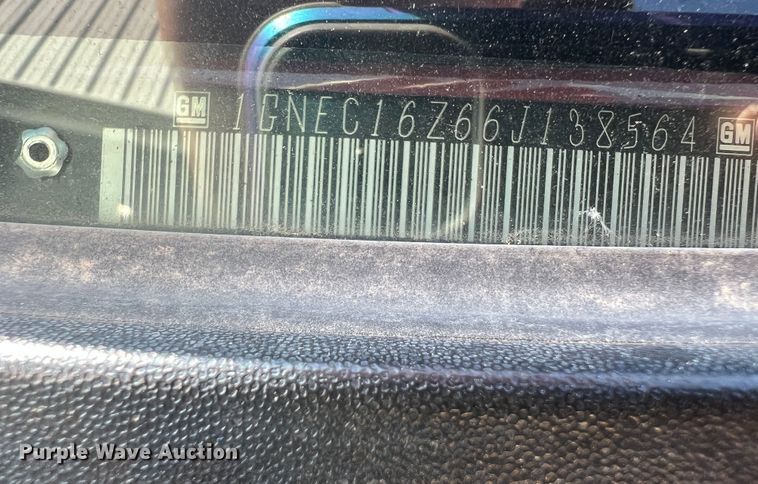 GM 1GNEC16Z66J138564 GM
Purple Wave Auction